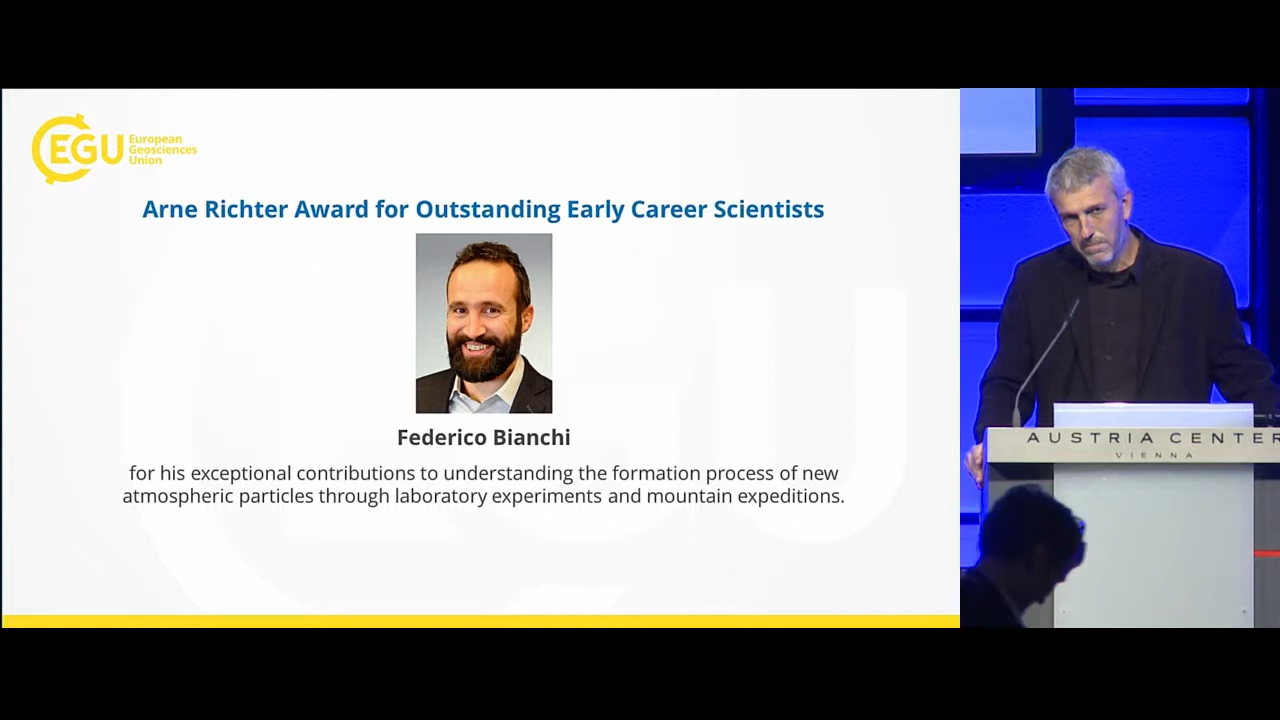 EGU
European
Geosciences
Union
Arne Richter Award for Outstanding Early Career Scientists
Federico Bianchi
for his exceptional contributions to understanding the formation process of new
atmospheric particles through laboratory experiments and mountain expeditions.
AUSTRIA CENTER
VIENNA